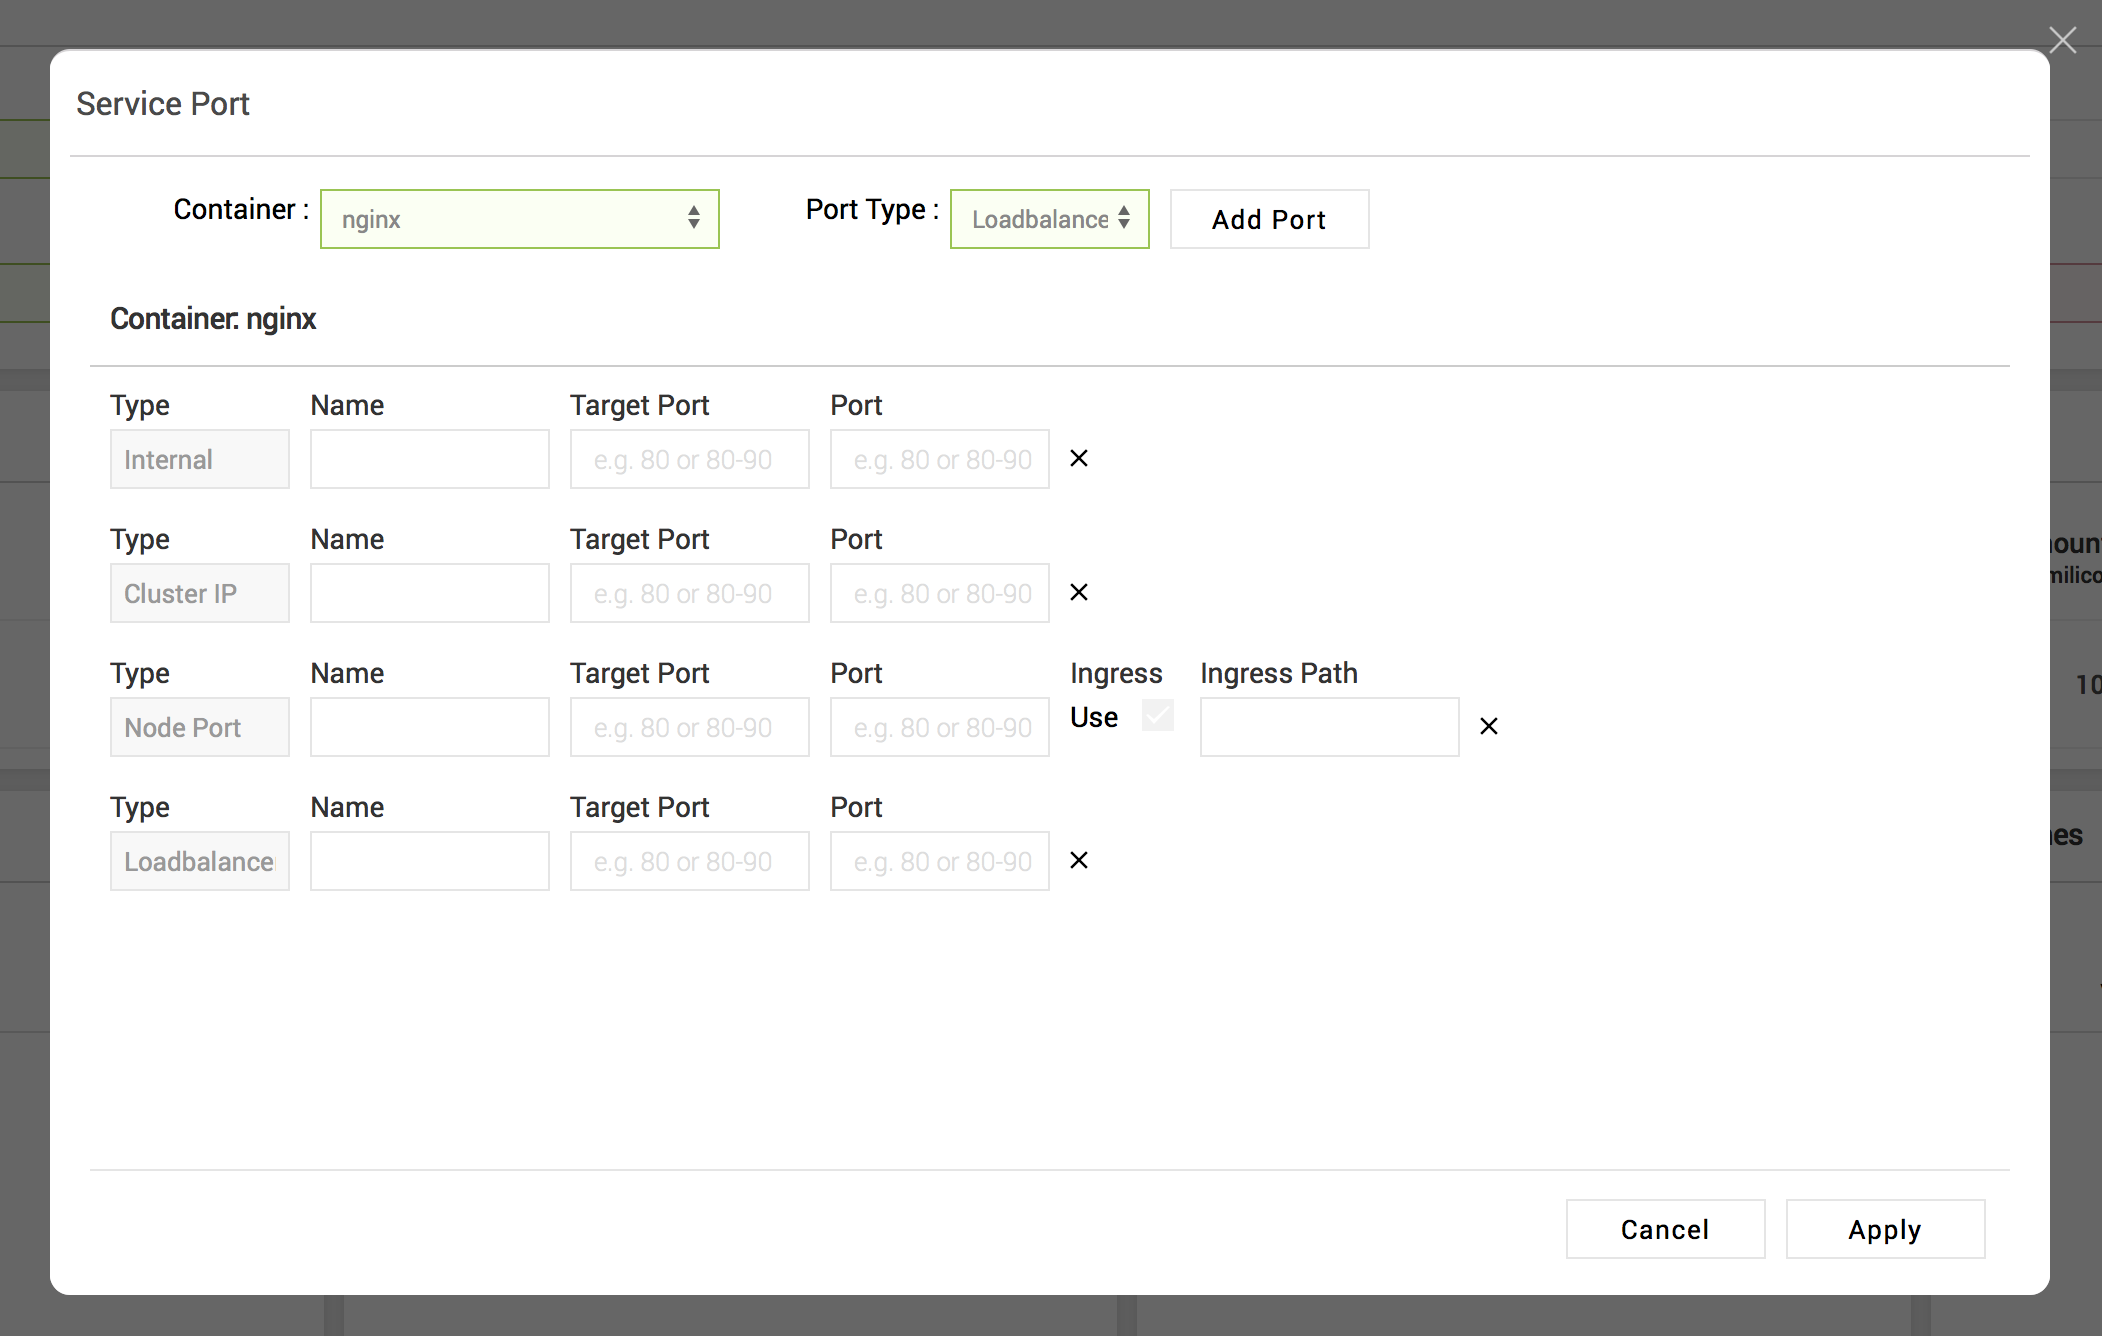 Service Port
Container : nginx Port Type : Loadbalance Add Port
Container: nginx
Type Name Target Port Port
Internal e.g. 80 or 80-90 e.g. 80 or 80-90
Type Name Target Port Port
Cluster IP e.g. 80 or 80-90 e.g. 80 or 80-90
Type Name Target Port Port Ingress Ingress Path
Node Port e.g. 80 or 80-90 e.g. 80 or 80-90 Use
Type Name Target Port Port
Loadbalance e.g. 80 or 80-90 e.g. 80 or 80-90
Cancel Apply